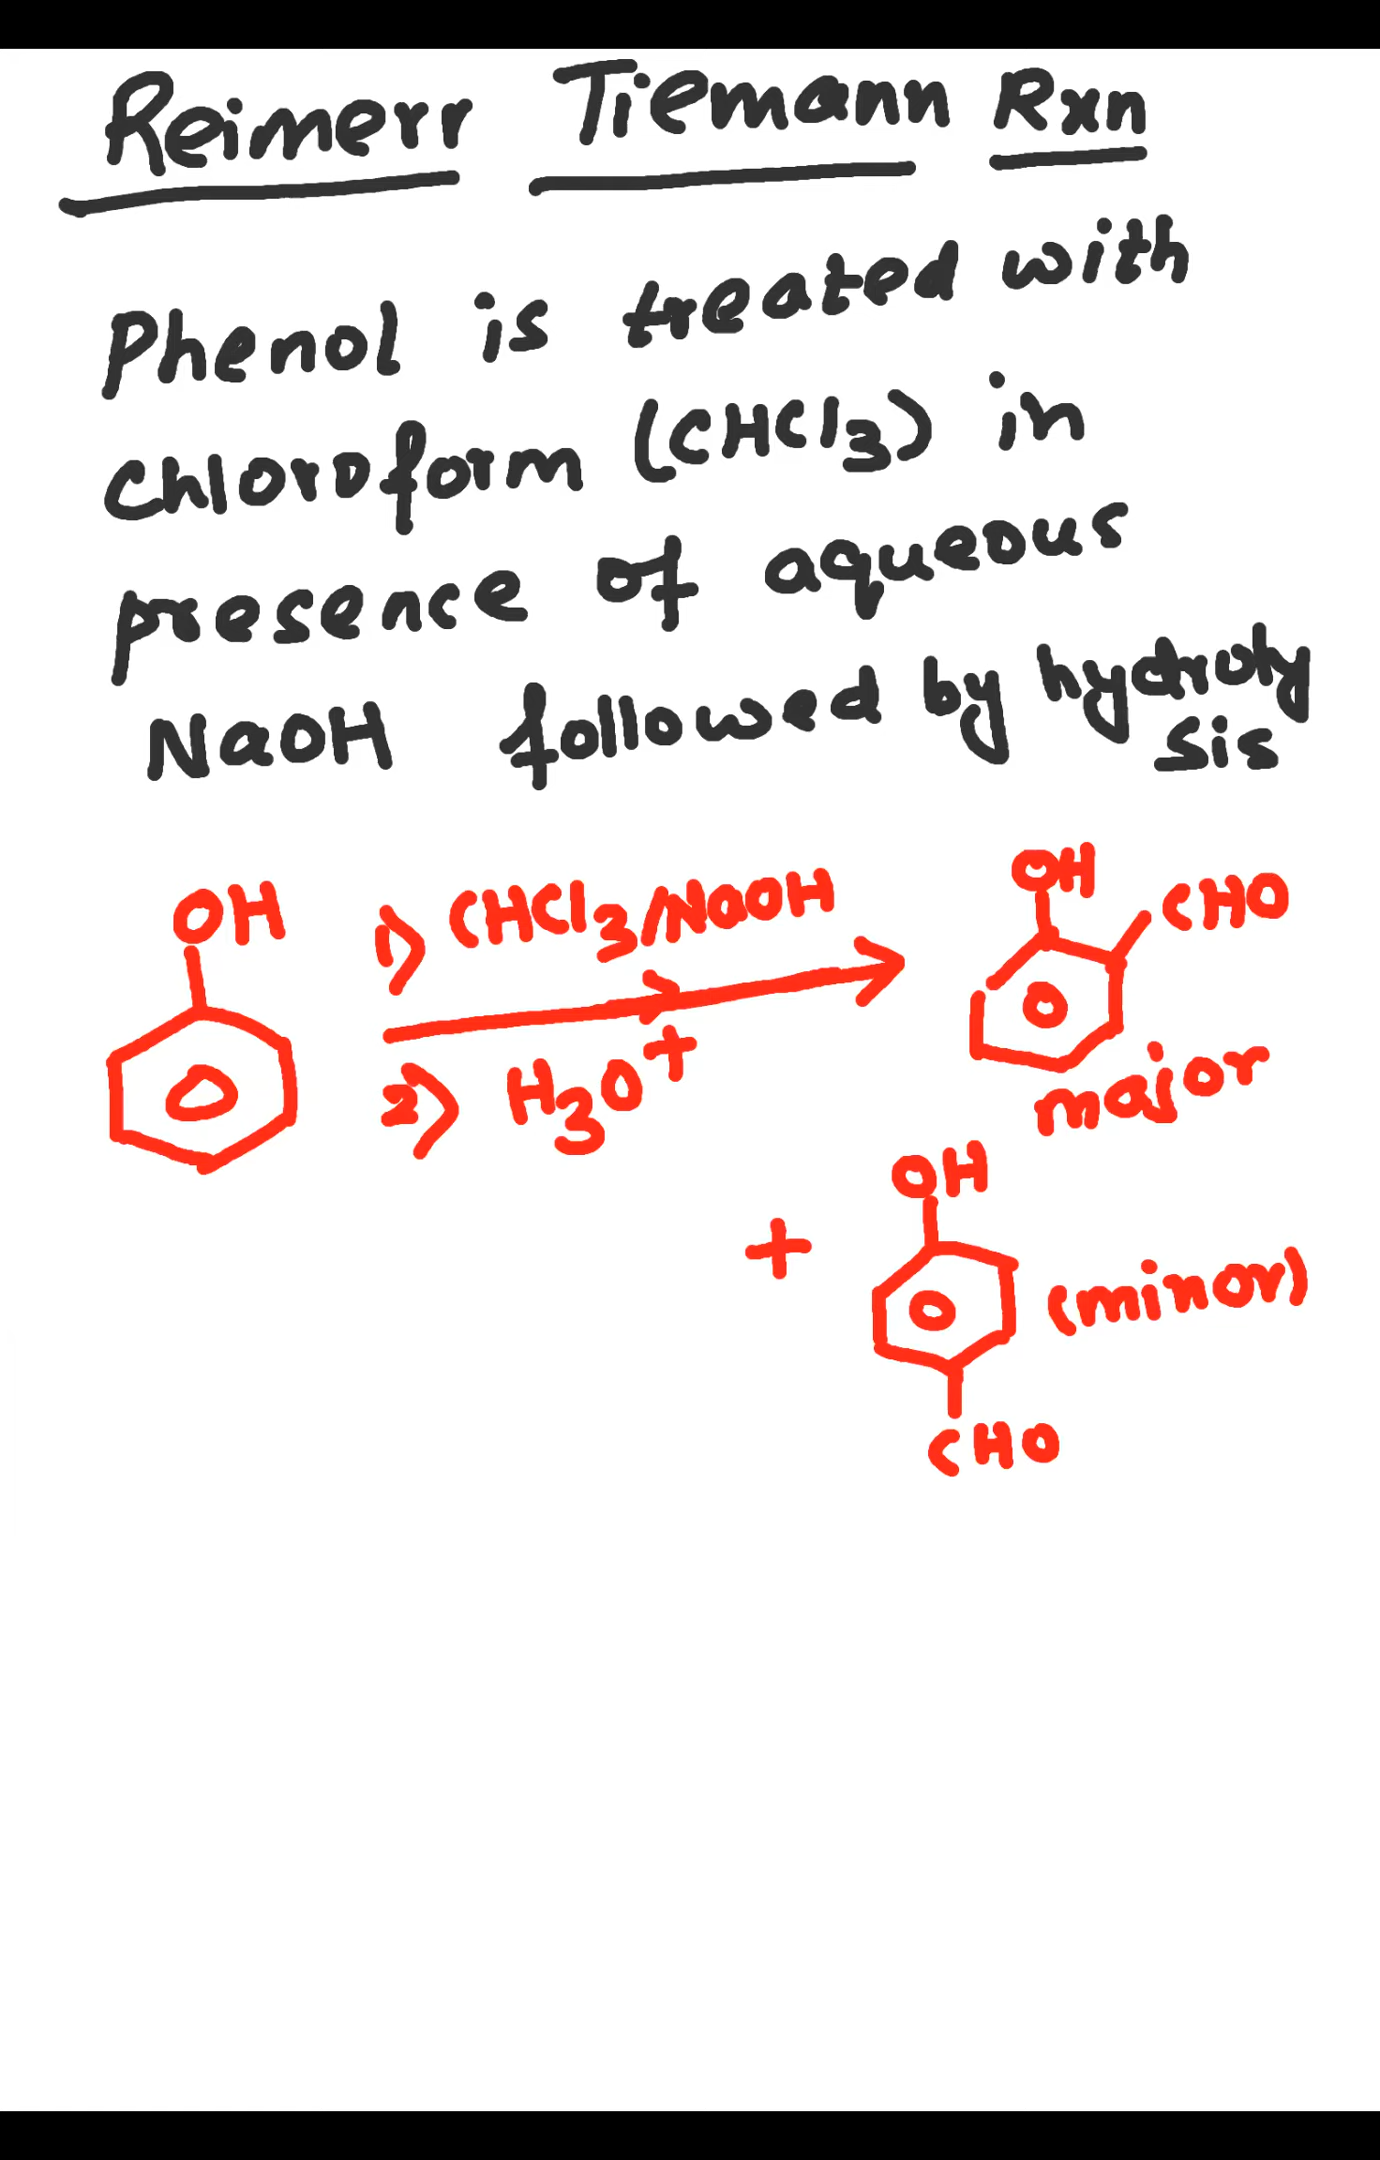 Reimerr Tiemann Rxn
Phenol is treated with
chloroform (CHCl3) in
presence of aqueous
NaOH followed by hydroly
sis
OH
1) CHCl3/NaOH
2) H3O+
OH
CHO
major
+
OH
(minor)
CHO